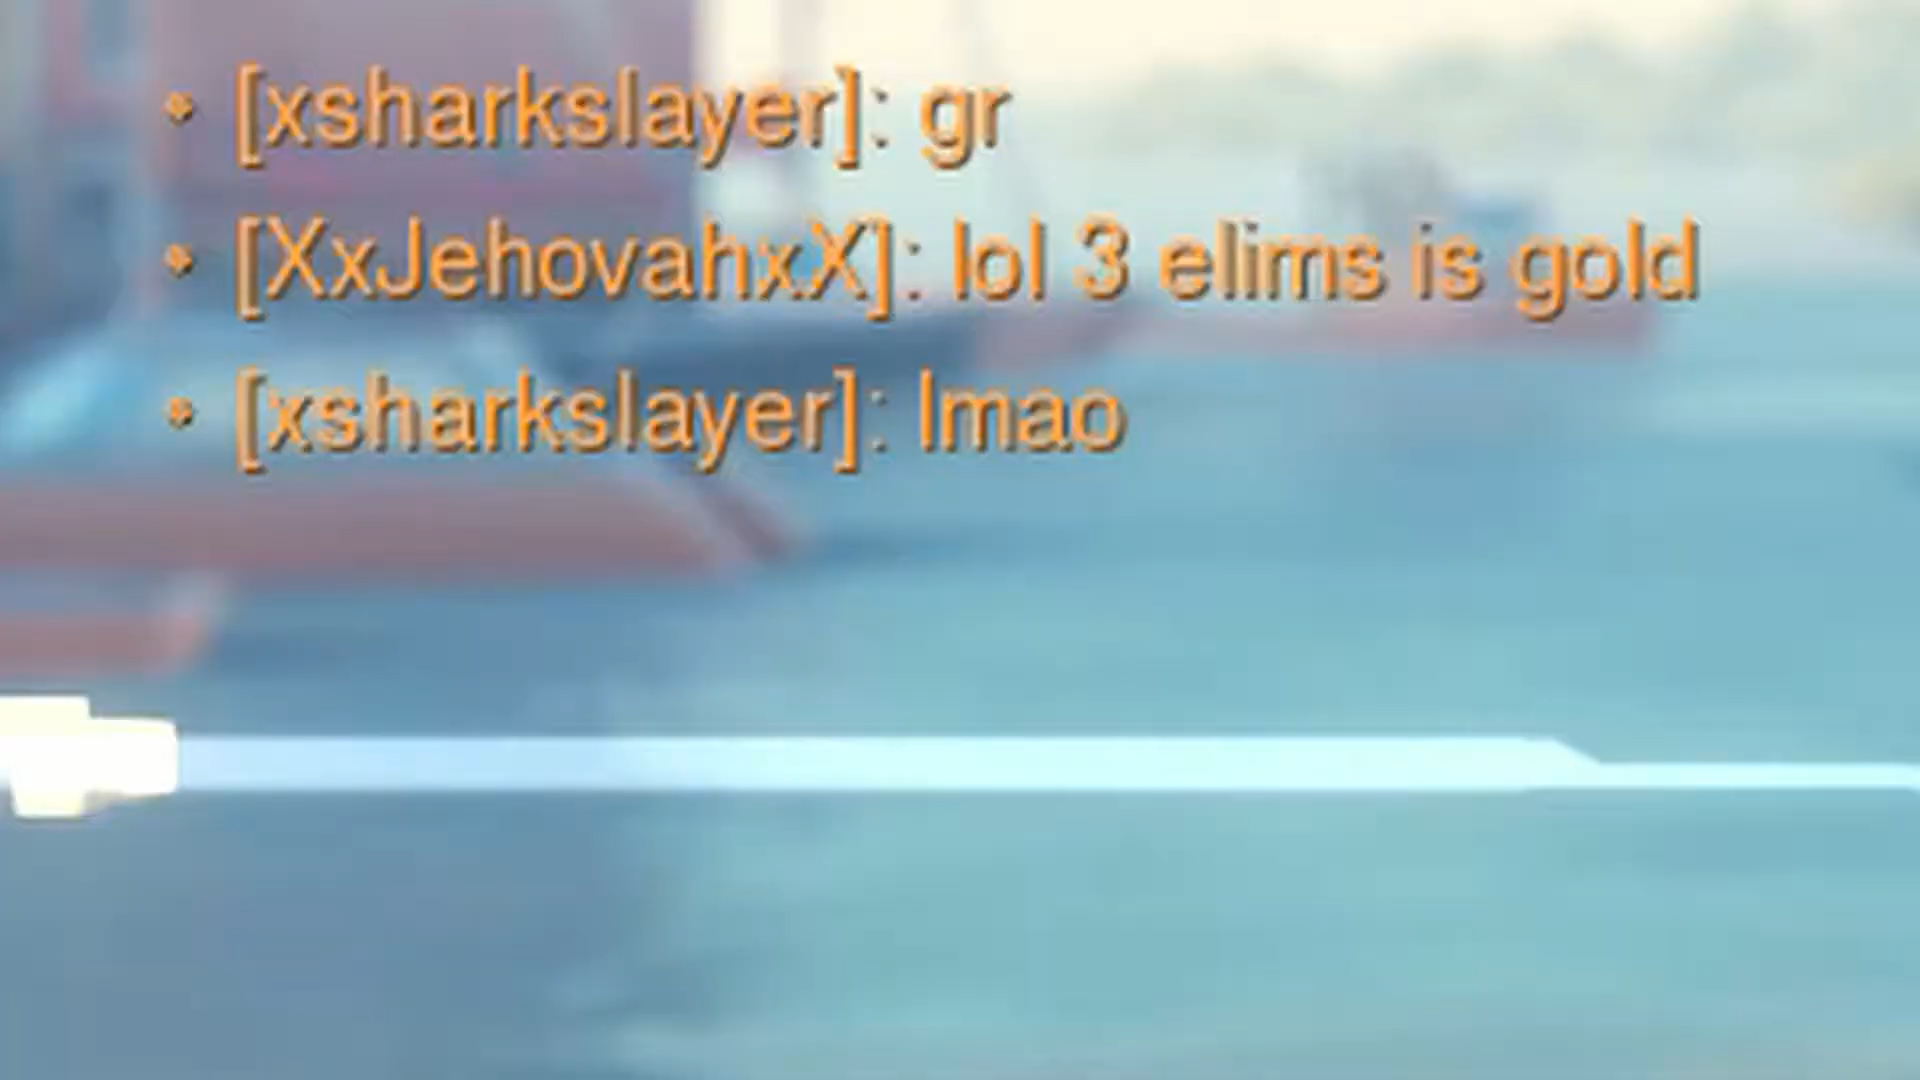 • [xsharkslayer]: gr
• [XxJehovahxX]: lol 3 elims is gold
• [xsharkslayer]: lmao